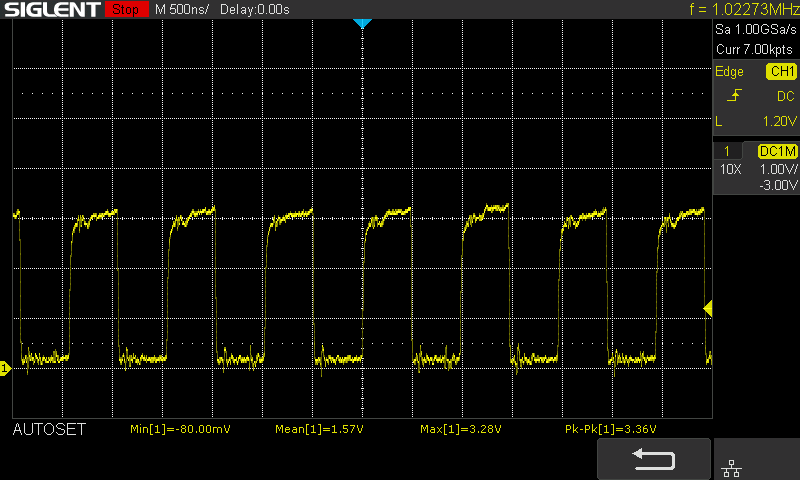 SIGLENT Stop M 500ns/ Delay:0.00s f = 1.02273MHz
Sa 1.00GSa/s
Curr 7.00kpts
Edge CH1
DC
L 1.20V
1 DC1M
10X 1.00V/
-3.00V
1
AUTOSET Min[1]=-80.00mV Mean[1]=1.57V Max[1]=3.28V Pk-Pk[1]=3.36V